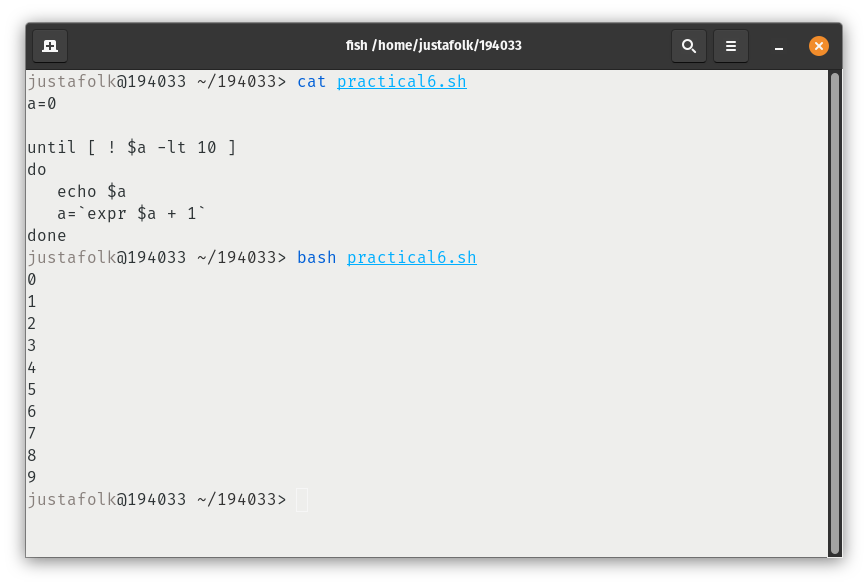 fish /home/justafolk/194033
justafolk@194033 ~/194033> cat practical6.sh
a=0

until [ ! $a -lt 10 ]
do
   echo $a
   a=`expr $a + 1`
done
justafolk@194033 ~/194033> bash practical6.sh
0
1
2
3
4
5
6
7
8
9
justafolk@194033 ~/194033>